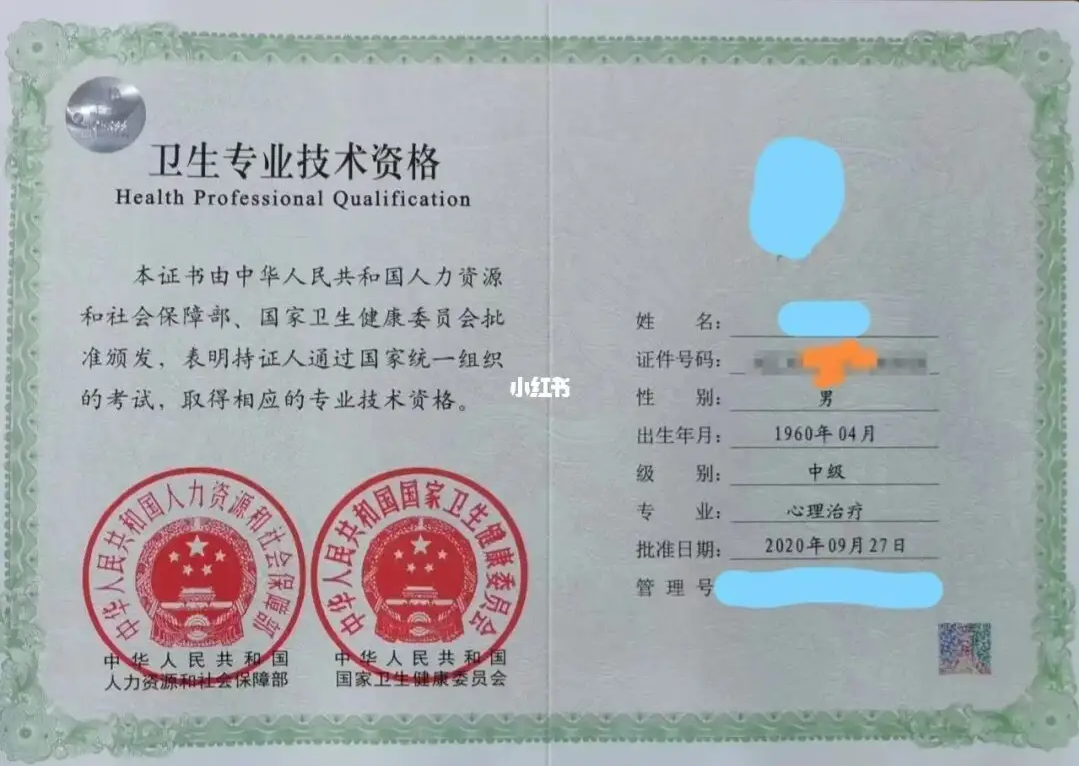 卫生专业技术资格
Health Professional Qualification
本证书由中华人民共和国人力资源
和社会保障部、国家卫生健康委员会批
准颁发，表明持证人通过国家统一组织
的考试，取得相应的专业技术资格。
中华人民共和国人力资源和社会保障部
中华人民共和国国家卫生健康委员会
中华人民共和国
人力资源和社会保障部
中华人民共和国
国家卫生健康委员会
小红书
姓 名：
证件号码：
性 别： 男
出生年月： 1960年04月
级 别： 中级
专 业： 心理治疗
批准日期： 2020年09月27日
管 理 号